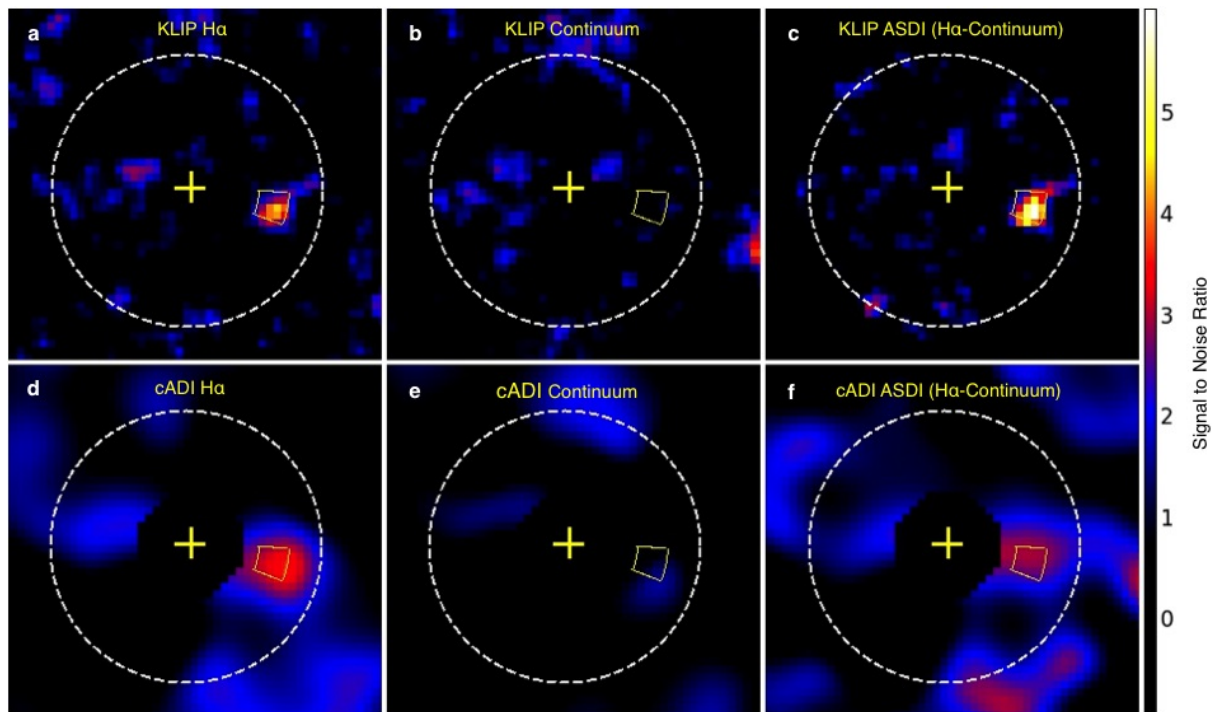 a KLIP Hα
b KLIP Continuum
c KLIP ASDI (Hα-Continuum)
d cADI Hα
e cADI Continuum
f cADI ASDI (Hα-Continuum)
5
4
3
2
1
0
Signal to Noise Ratio